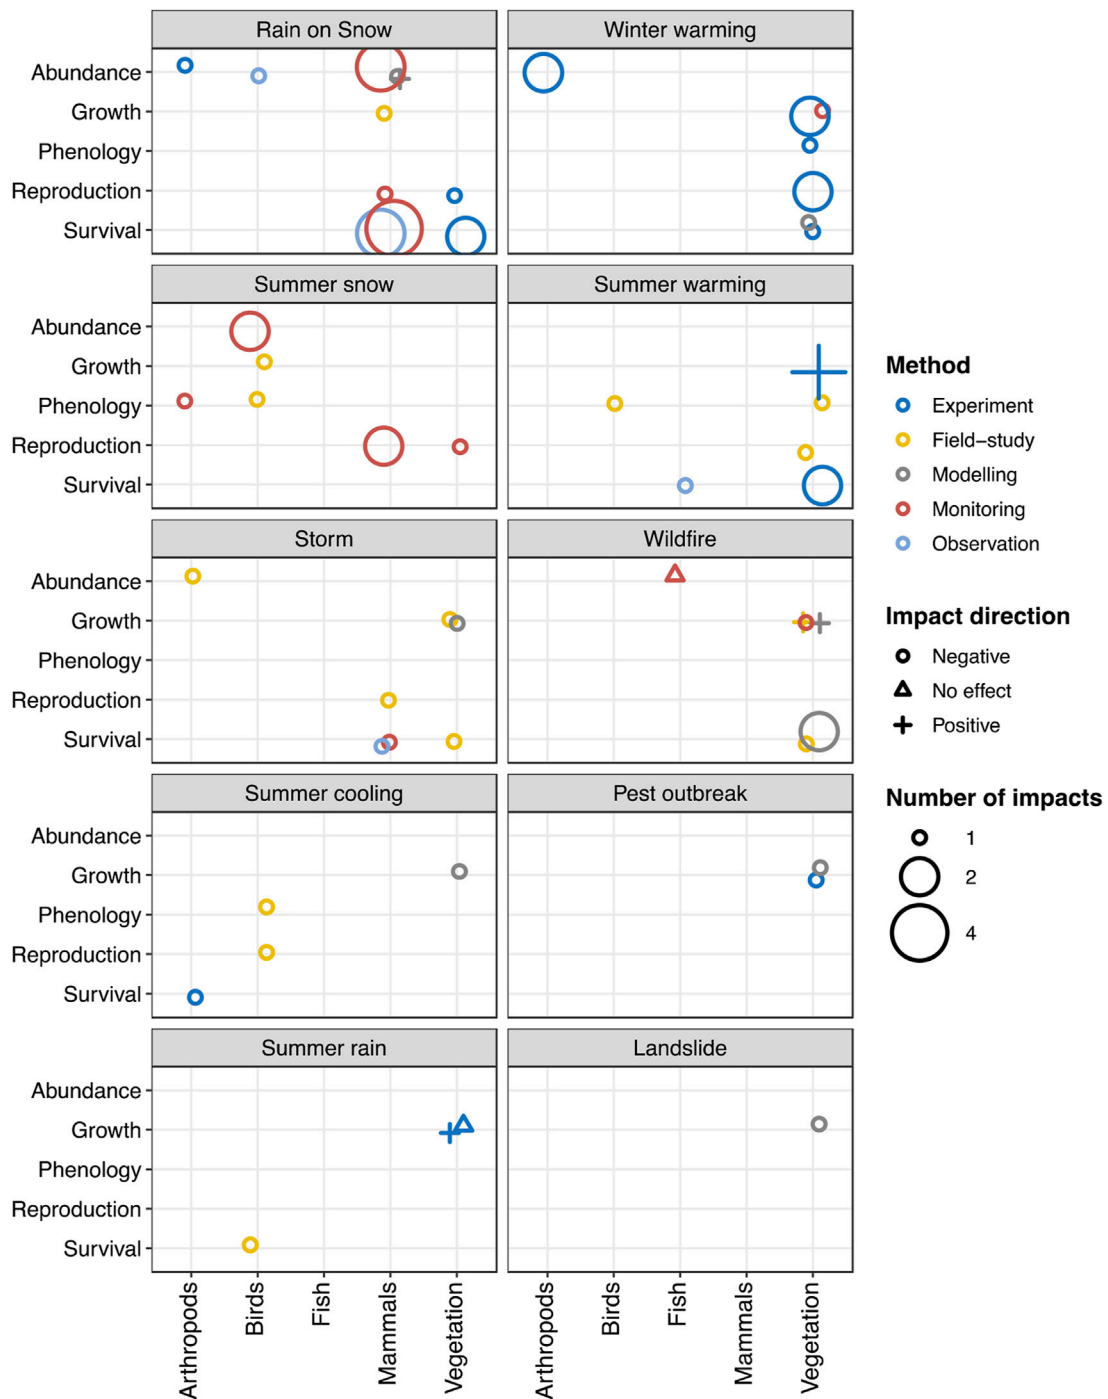 Rain on Snow
Winter warming
Abundance
Growth
Phenology
Reproduction
Survival
Summer snow
Summer warming
Abundance
Growth
Phenology
Reproduction
Survival
Storm
Wildfire
Abundance
Growth
Phenology
Reproduction
Survival
Summer cooling
Pest outbreak
Abundance
Growth
Phenology
Reproduction
Survival
Summer rain
Landslide
Abundance
Growth
Phenology
Reproduction
Survival
Arthropods
Birds
Fish
Mammals
Vegetation
Arthropods
Birds
Fish
Mammals
Vegetation
Method
Experiment
Field−study
Modelling
Monitoring
Observation
Impact direction
Negative
No effect
Positive
Number of impacts
1
2
4